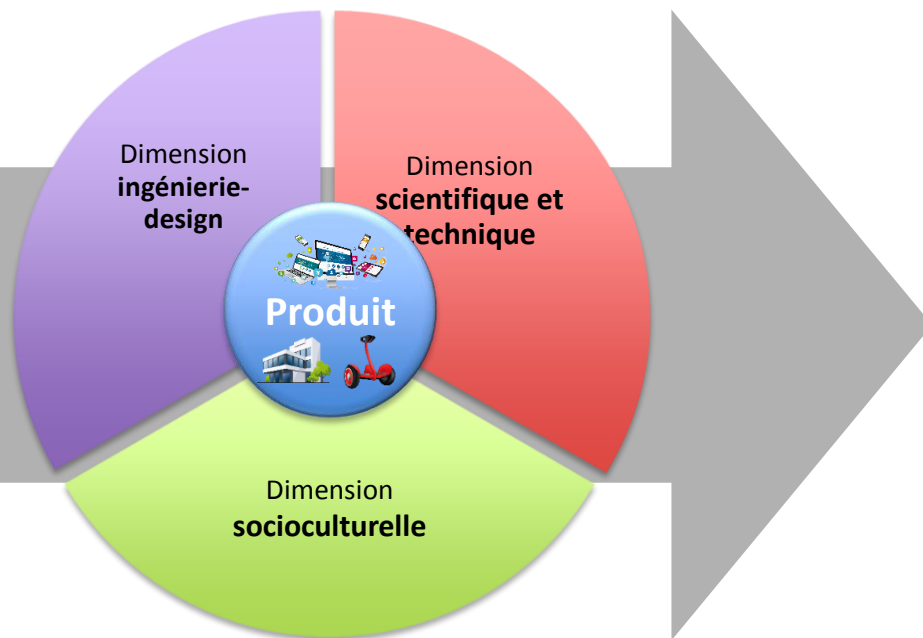 Dimension
ingénierie-
design
Dimension
scientifique et
technique
Produit
Dimension
socioculturelle